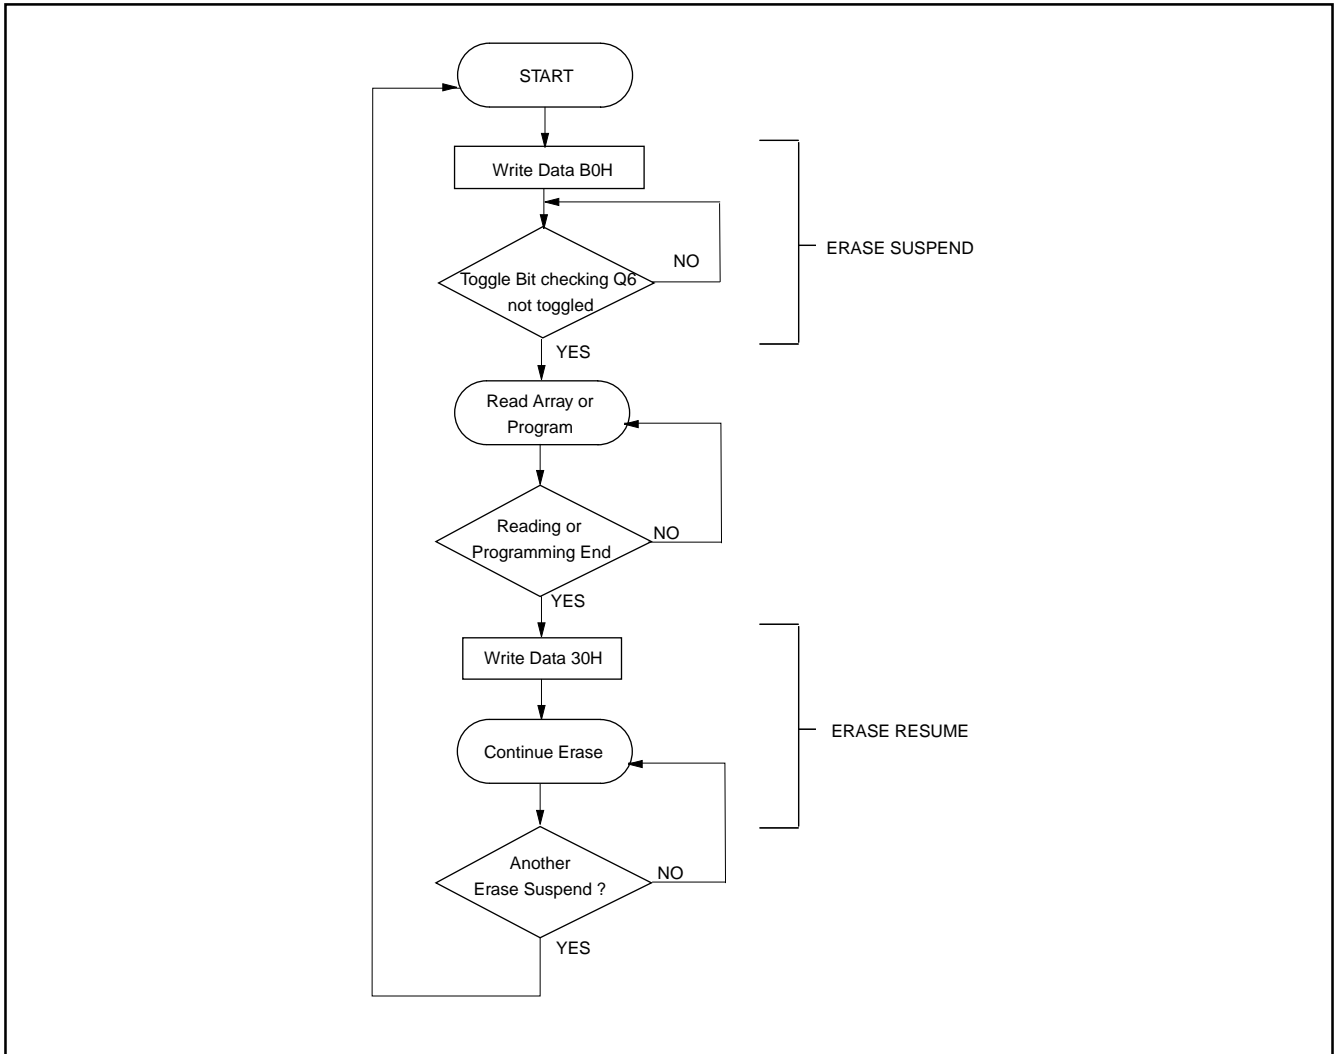 START
Write Data B0H
ERASE SUSPEND
NO
Toggle Bit checking Q6
not toggled
YES
Read Array or
Program
Reading or
Programming End
NO
YES
Write Data 30H
ERASE RESUME
Continue Erase
Another
Erase Suspend ?
NO
YES